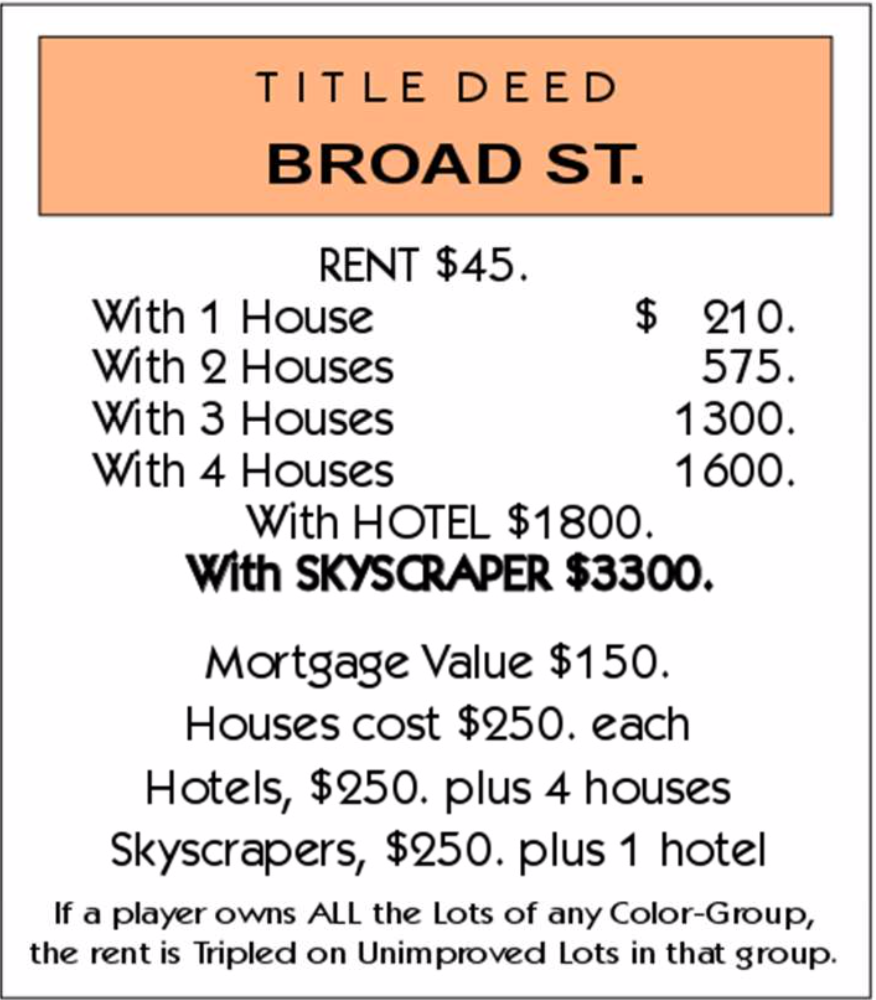 TITLE DEED
BROAD ST.
RENT $45.
With 1 House $ 210.
With 2 Houses 575.
With 3 Houses 1300.
With 4 Houses 1600.
With HOTEL $1800.
With SKYSCRAPER $3300.
Mortgage Value $150.
Houses cost $250. each
Hotels, $250. plus 4 houses
Skyscrapers, $250. plus 1 hotel
If a player owns ALL the Lots of any Color-Group,
the rent is Tripled on Unimproved Lots in that group.